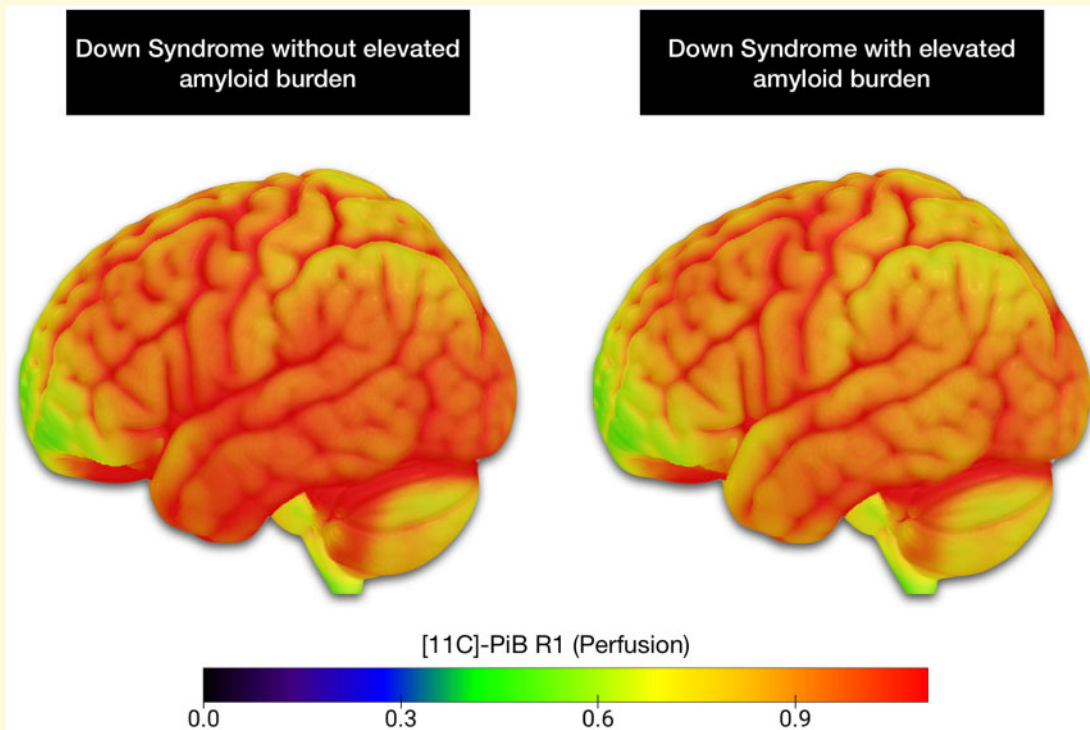 Down Syndrome without elevated
amyloid burden
Down Syndrome with elevated
amyloid burden
[11C]-PiB R1 (Perfusion)
0.0 0.3 0.6 0.9